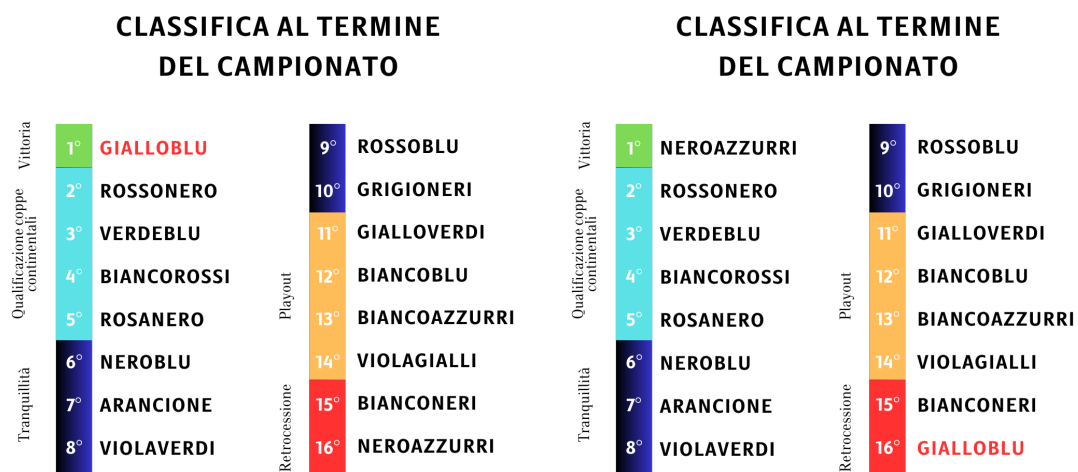 CLASSIFICA AL TERMINE
DEL CAMPIONATO
Vittoria
Qualificazione coppe
continentali
Tranquillità
1° GIALLOBLU
2° ROSSONERO
3° VERDEBLU
4° BIANCOROSSI
5° ROSANERO
6° NEROBLU
7° ARANCIONE
8° VIOLAVERDI
Playout
Retrocessione
9° ROSSOBLU
10° GRIGIONERI
11° GIALLOVERDI
12° BIANCOBLU
13° BIANCOAZZURRI
14° VIOLAGIALLI
15° BIANCONERI
16° NEROAZZURRI
CLASSIFICA AL TERMINE
DEL CAMPIONATO
Vittoria
Qualificazione coppe
continentali
Tranquillità
1° NEROAZZURRI
2° ROSSONERO
3° VERDEBLU
4° BIANCOROSSI
5° ROSANERO
6° NEROBLU
7° ARANCIONE
8° VIOLAVERDI
Playout
Retrocessione
9° ROSSOBLU
10° GRIGIONERI
11° GIALLOVERDI
12° BIANCOBLU
13° BIANCOAZZURRI
14° VIOLAGIALLI
15° BIANCONERI
16° GIALLOBLU